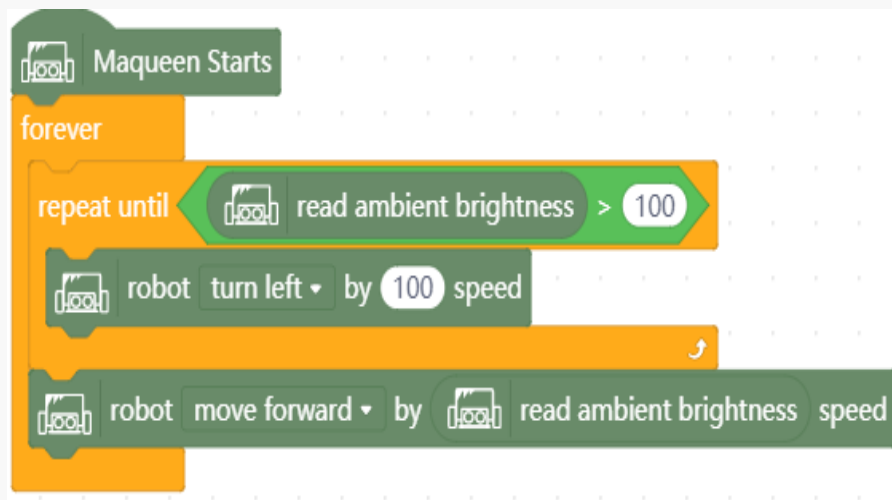 Maqueen Starts
forever
repeat until read ambient brightness > 100
robot turn left by 100 speed
robot move forward by read ambient brightness speed